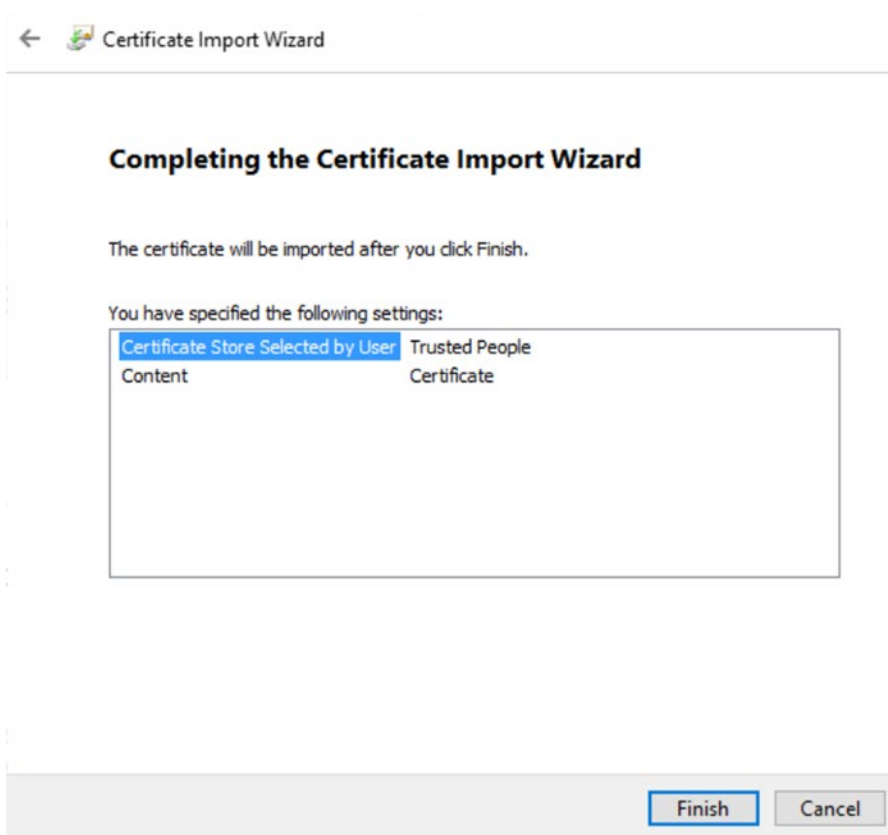 Certificate Import Wizard
Completing the Certificate Import Wizard
The certificate will be imported after you click Finish.
You have specified the following settings:
Certificate Store Selected by User Trusted People
Content Certificate
Finish Cancel